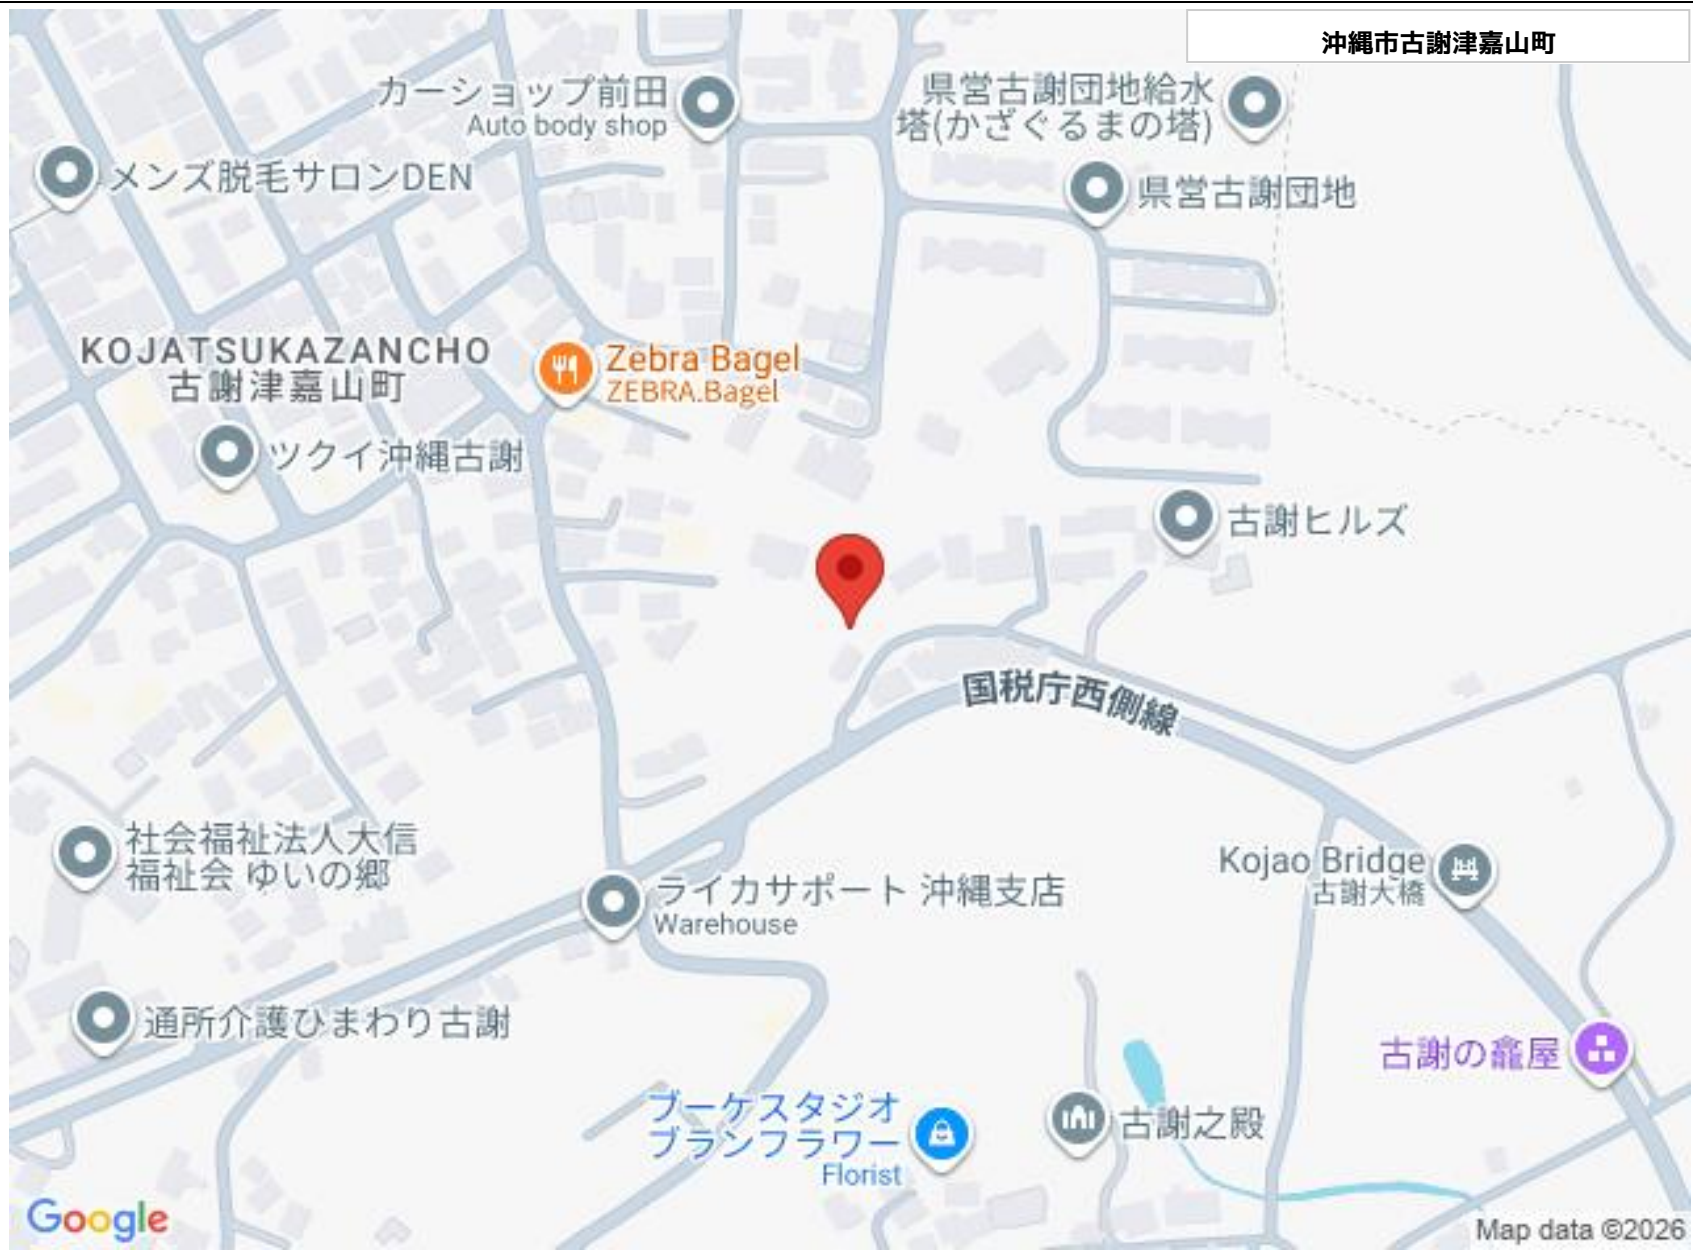 沖縄市古謝津嘉山町
カーショップ前田
Auto body shop
県営古謝団地給水
塔(かざぐるまの塔)
メンズ脱毛サロンDEN
県営古謝団地
KOJATSUKAZANCHO
古謝津嘉山町
Zebra Bagel
ZEBRA.Bagel
ツクイ沖縄古謝
古謝ヒルズ
国税庁西側線
社会福祉法人大信
福祉会 ゆいの郷
ライカサポート 沖縄支店
Warehouse
Kojao Bridge
古謝大橋
通所介護ひまわり古謝
古謝の龕屋
ブーケスタジオ
ブランフラワー
Florist
古謝之殿
Google
Map data ©2026